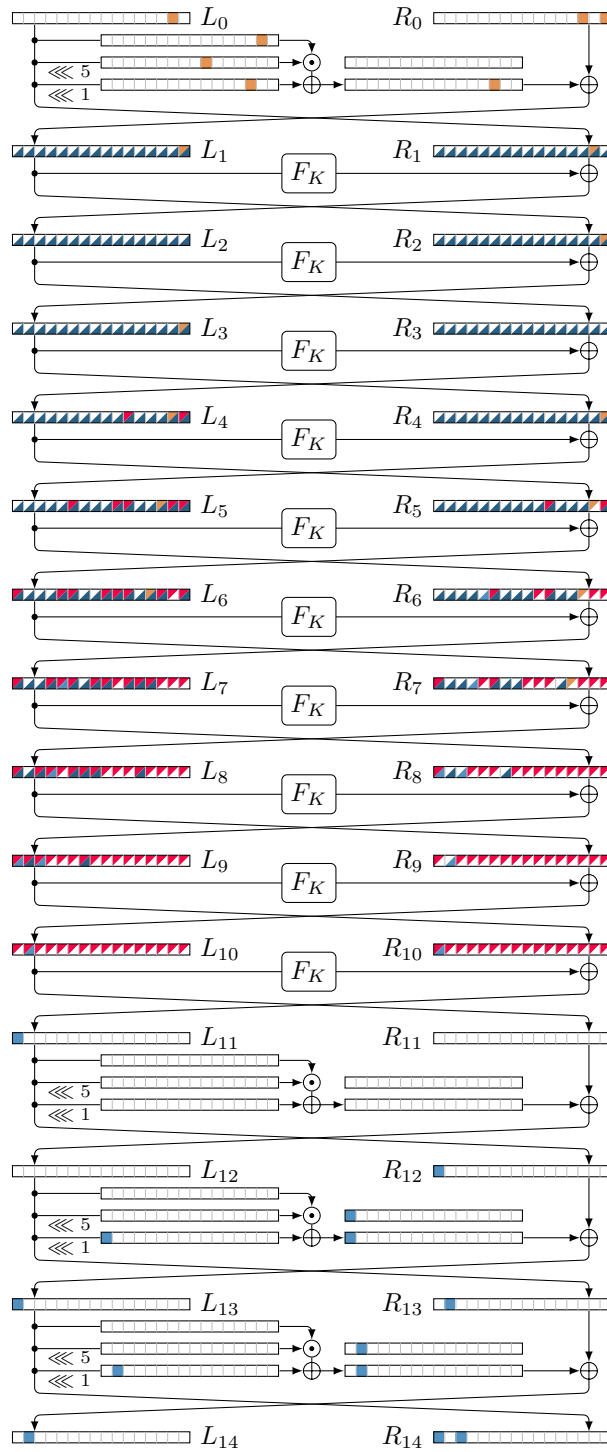 L_0 R_0
⋘ 5
⋘ 1
L_1 R_1
F_K
L_2 R_2
F_K
L_3 R_3
F_K
L_4 R_4
F_K
L_5 R_5
F_K
L_6 R_6
F_K
L_7 R_7
F_K
L_8 R_8
F_K
L_9 R_9
F_K
L_10 R_10
F_K
L_11 R_11
⋘ 5
⋘ 1
L_12 R_12
⋘ 5
⋘ 1
L_13 R_13
⋘ 5
⋘ 1
L_14 R_14